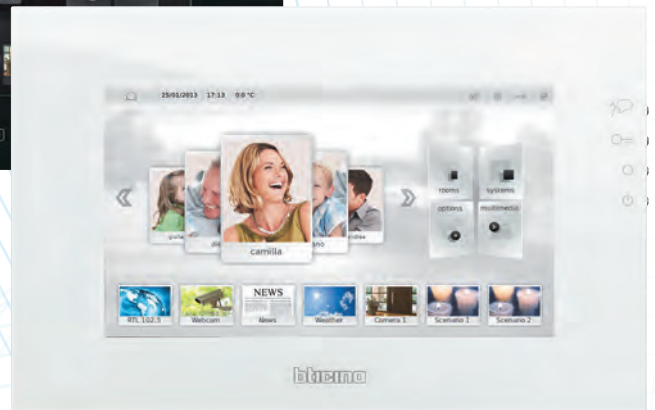 25/01/2013 17:13 0.0 °C
rooms systems
options multimedia
camilla
NEWS
RTL 102.5 Webcam News Weather Camera 1 Scenario 1 Scenario 2
bticino